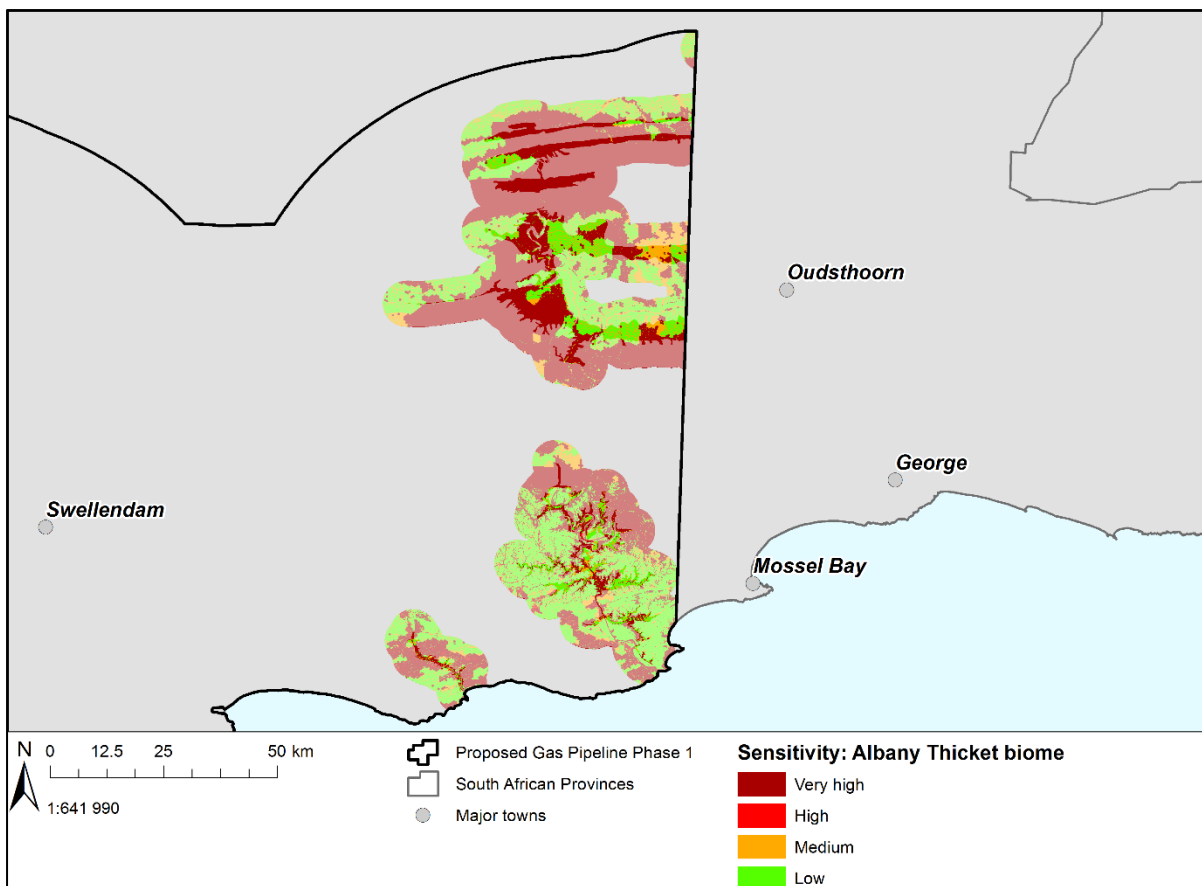 Oudsthoorn
George
Swellendam
Mossel Bay
N 0 12.5 25 50 km
1:641 990
Proposed Gas Pipeline Phase 1
South African Provinces
Major towns
Sensitivity: Albany Thicket biome
Very high
High
Medium
Low